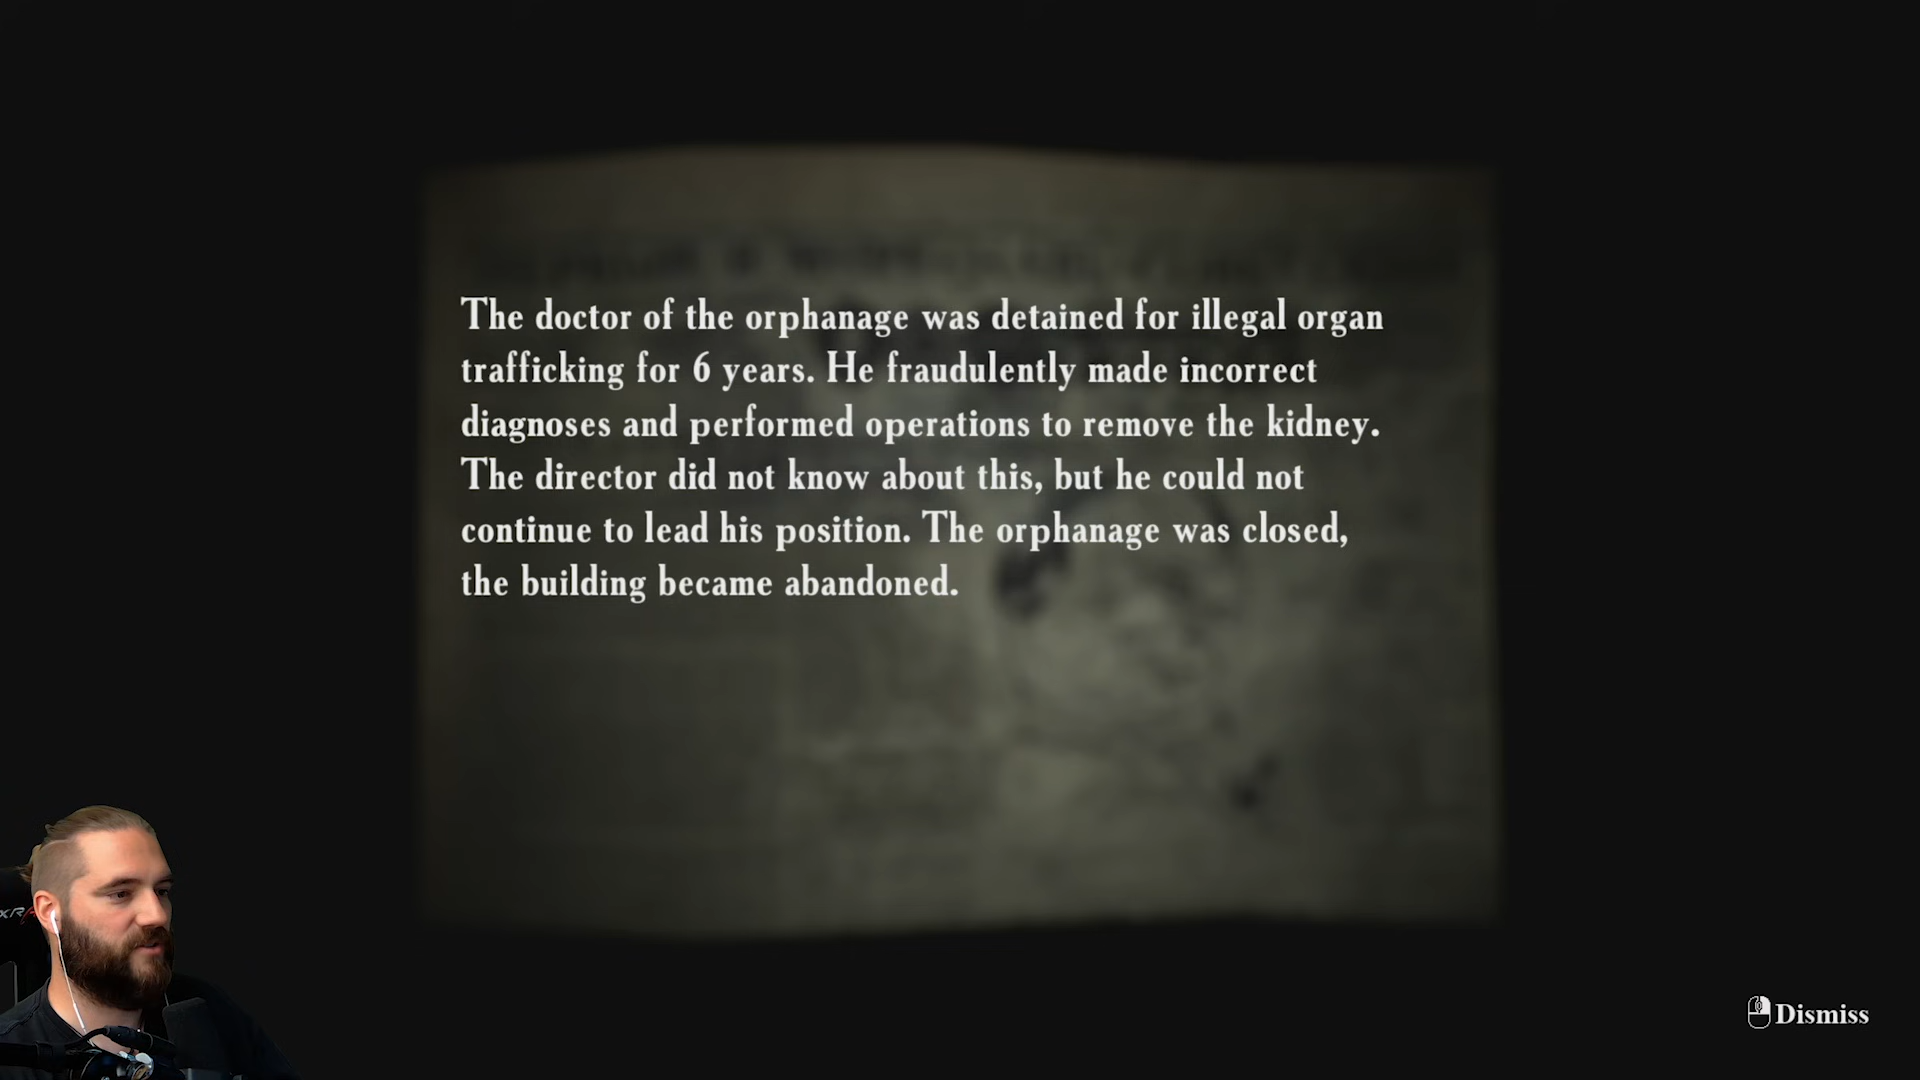 The doctor of the orphanage was detained for illegal organ
trafficking for 6 years. He fraudulently made incorrect
diagnoses and performed operations to remove the kidney.
The director did not know about this, but he could not
continue to lead his position. The orphanage was closed,
the building became abandoned.
Dismiss